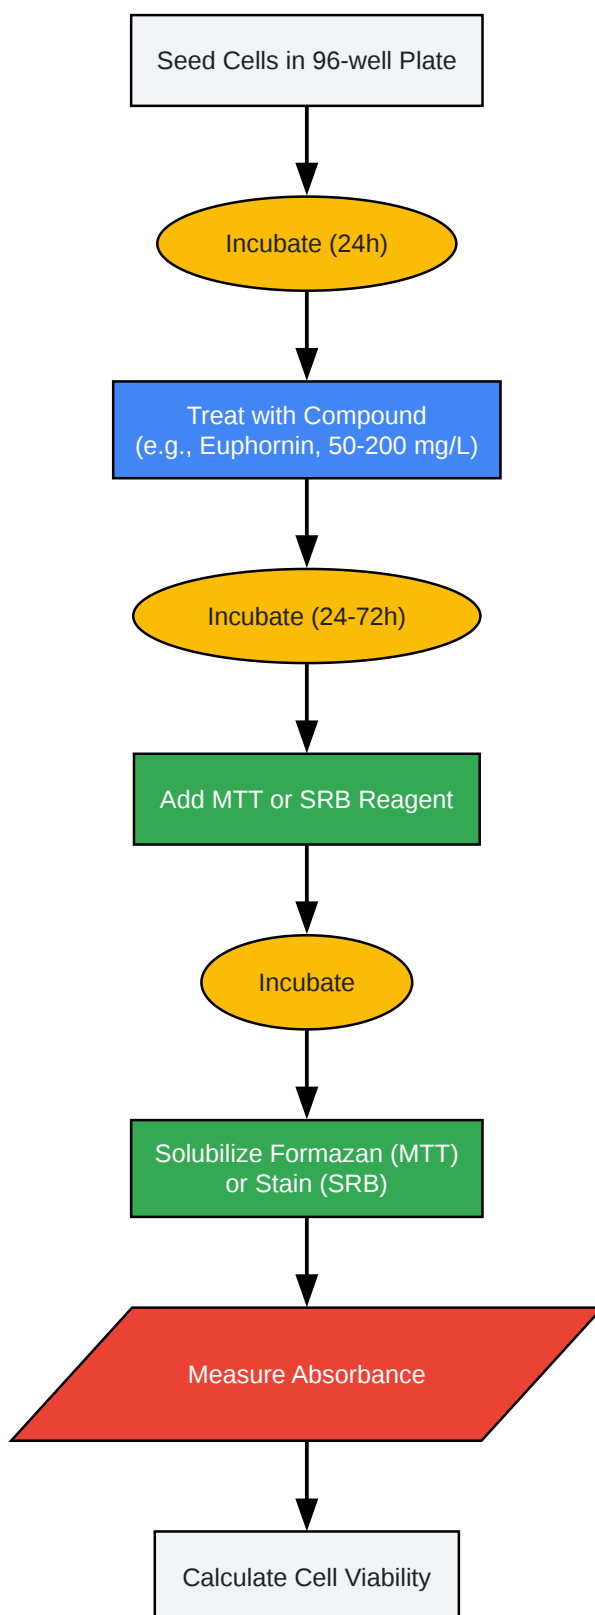 Seed Cells in 96-well Plate
Incubate (24h)
Treat with Compound
(e.g., Euphornin, 50-200 mg/L)
Incubate (24-72h)
Add MTT or SRB Reagent
Incubate
Solubilize Formazan (MTT)
or Stain (SRB)
Measure Absorbance
Calculate Cell Viability